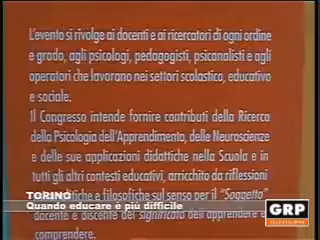 L'evento si rivolge ai docenti e ai ricercatori di ogni ordine
e grado, agli psicologi, pedagogisti, psicanalisti e agli
operatori che lavorano nei settori scolastico, educativo
e sociale.
Il Congresso intende fornire contributi della Ricerca
della Psicologia dell'Apprendimento, delle Neuroscienze
e delle sue applicazioni didattiche nella Scuola e in
tutti gli altri contesti educativi, arricchito da riflessioni
e filosofiche sul senso per il "Soggetto"
docente e discente del significato dell'apprendere e
comprendere.
TORINO
Quando educare è più difficile
GRP
televisione